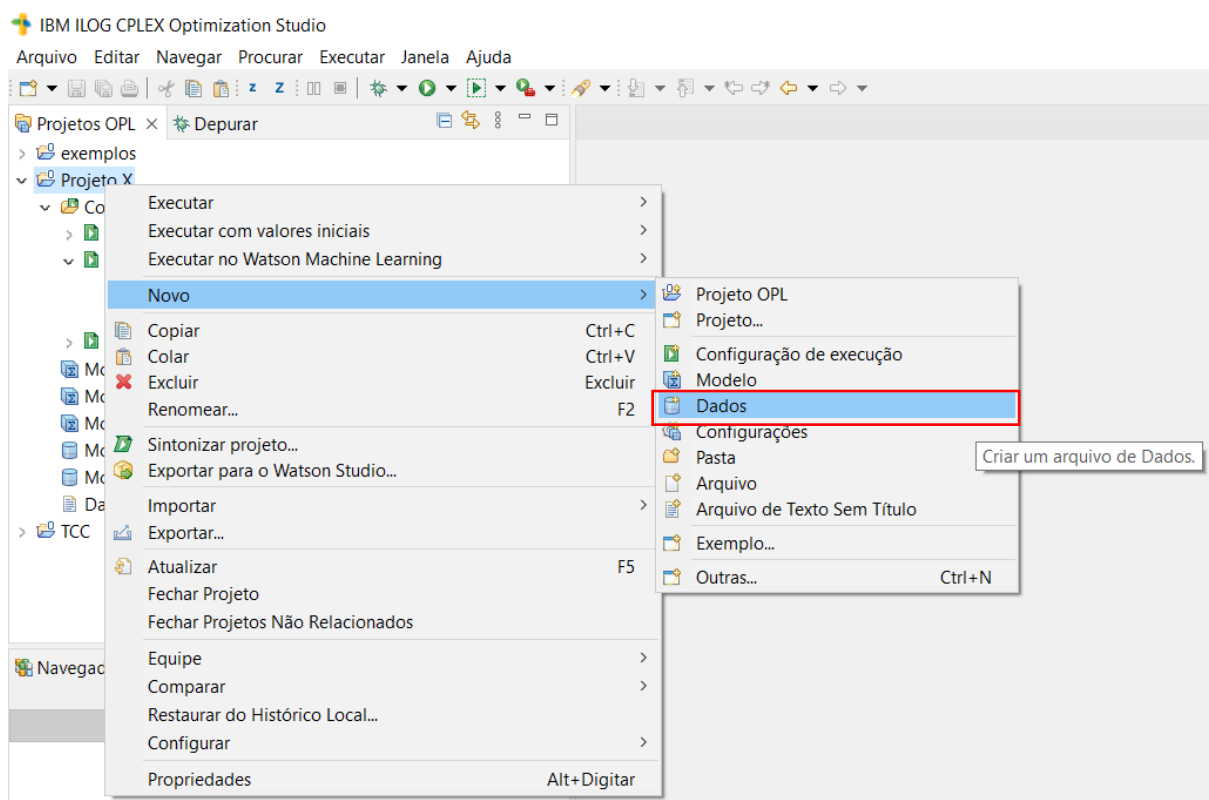 IBM ILOG CPLEX Optimization Studio
Arquivo Editar Navegar Procurar Executar Janela Ajuda
Projetos OPL Depurar
exemplos
Projeto X
Co
Mo
Mo
Mo
Mo
Mo
Da
TCC
Navegad
Executar
Executar com valores iniciais
Executar no Watson Machine Learning
Novo
Copiar Ctrl+C
Colar Ctrl+V
Excluir Excluir
Renomear... F2
Sintonizar projeto...
Exportar para o Watson Studio...
Importar
Exportar...
Atualizar F5
Fechar Projeto
Fechar Projetos Não Relacionados
Equipe
Comparar
Restaurar do Histórico Local...
Configurar
Propriedades Alt+Digitar
Projeto OPL
Projeto...
Configuração de execução
Modelo
Dados
Configurações
Pasta
Arquivo
Arquivo de Texto Sem Título
Exemplo...
Outras... Ctrl+N
Criar um arquivo de Dados.